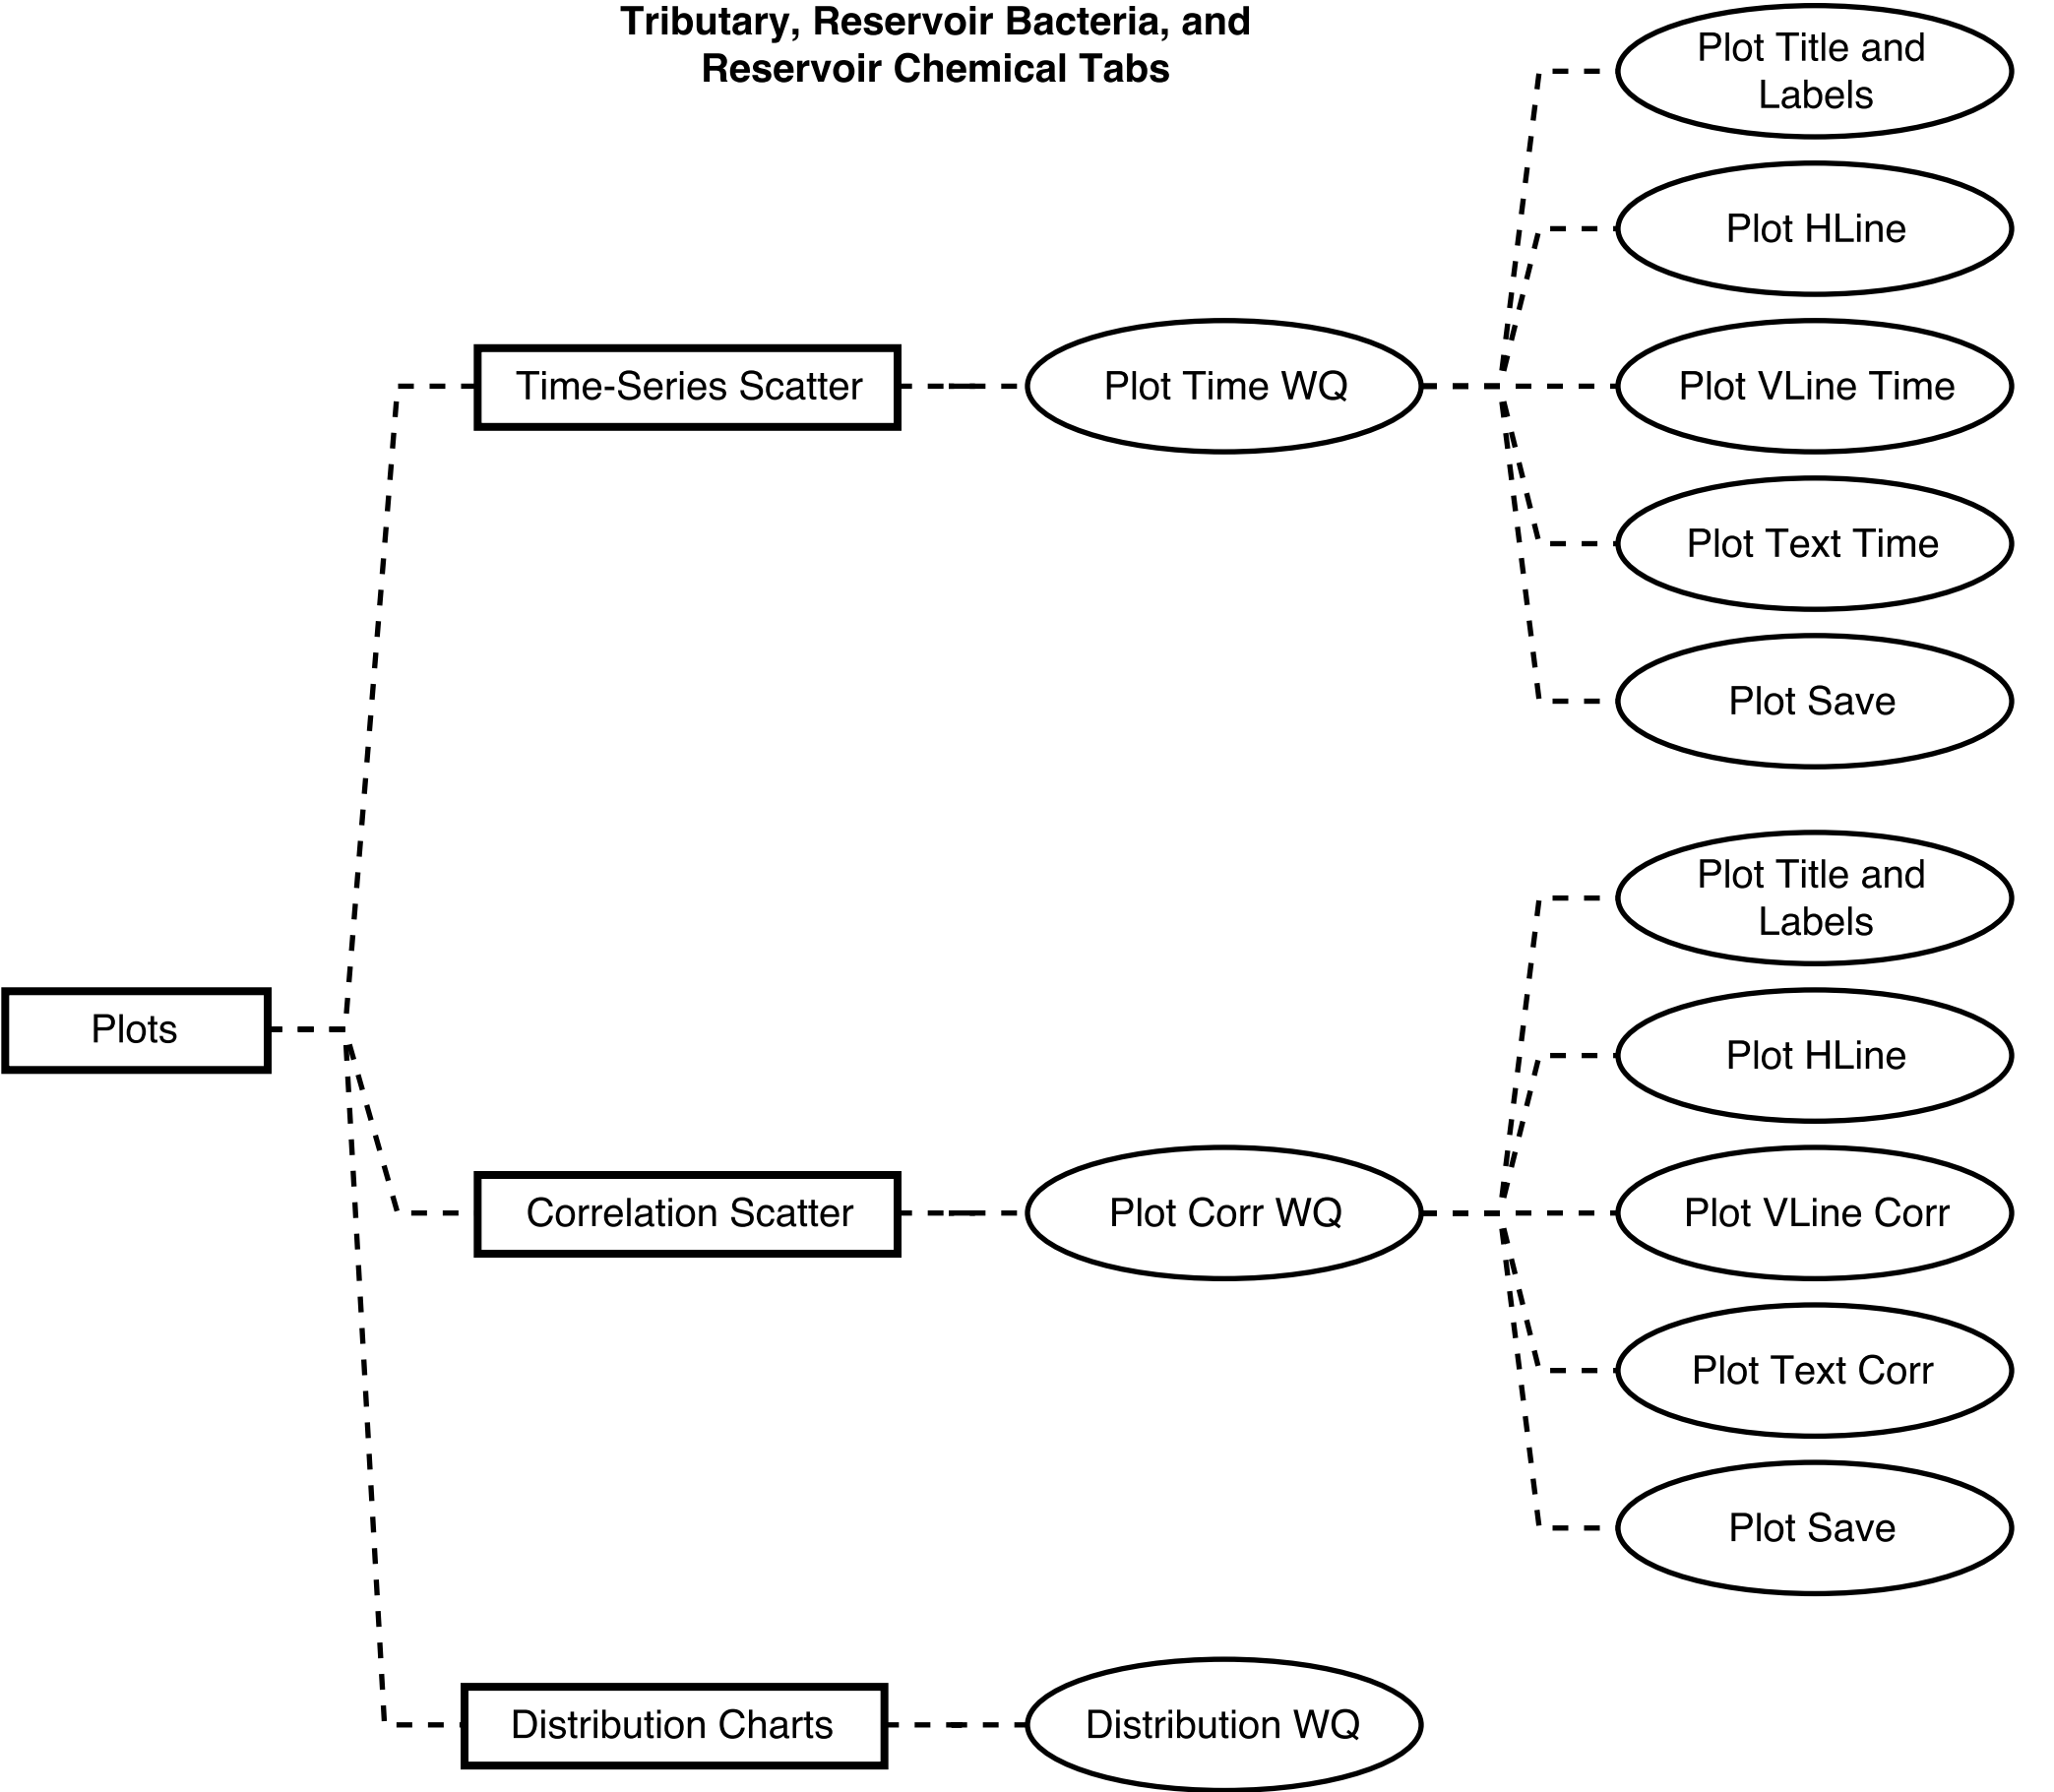 Tributary, Reservoir Bacteria, and
Reservoir Chemical Tabs
Plots
Time-Series Scatter
Plot Time WQ
Plot Title and
Labels
Plot HLine
Plot VLine Time
Plot Text Time
Plot Save
Correlation Scatter
Plot Corr WQ
Plot Title and
Labels
Plot HLine
Plot VLine Corr
Plot Text Corr
Plot Save
Distribution Charts
Distribution WQ